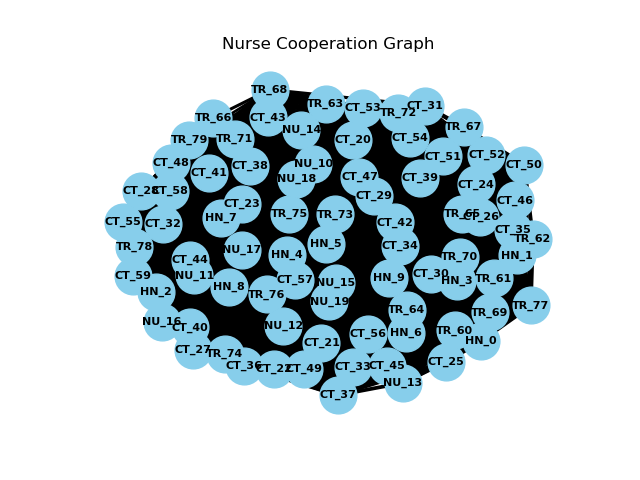 Nurse Cooperation Graph
TR_68
TR_63
CT_53
CT_31
TR_72
TR_66
CT_43
NU_14
TR_67
TR_79
TR_71
CT_20
CT_54
CT_51
CT_52
CT_48
CT_41
CT_38
NU_10
CT_50
NU_18
CT_47
CT_39
CT_24
CT_28
CT_58
CT_29
CT_46
CT_23
HN_7
TR_75
TR_73
CT_26
CT_55
CT_32
CT_42
CT_35
TR_62
TR_78
NU_17
HN_5
CT_34
HN_4
TR_70
HN_1
CT_44
CT_59
NU_11
CT_57
NU_15
HN_9
CT_30
HN_3
TR_61
HN_2
HN_8
TR_76
NU_19
TR_77
TR_64
TR_69
NU_16
CT_40
NU_12
CT_56
HN_6
TR_60
HN_0
CT_27
TR_74
CT_21
CT_36
CT_22
CT_49
CT_33
CT_45
CT_25
NU_13
CT_37